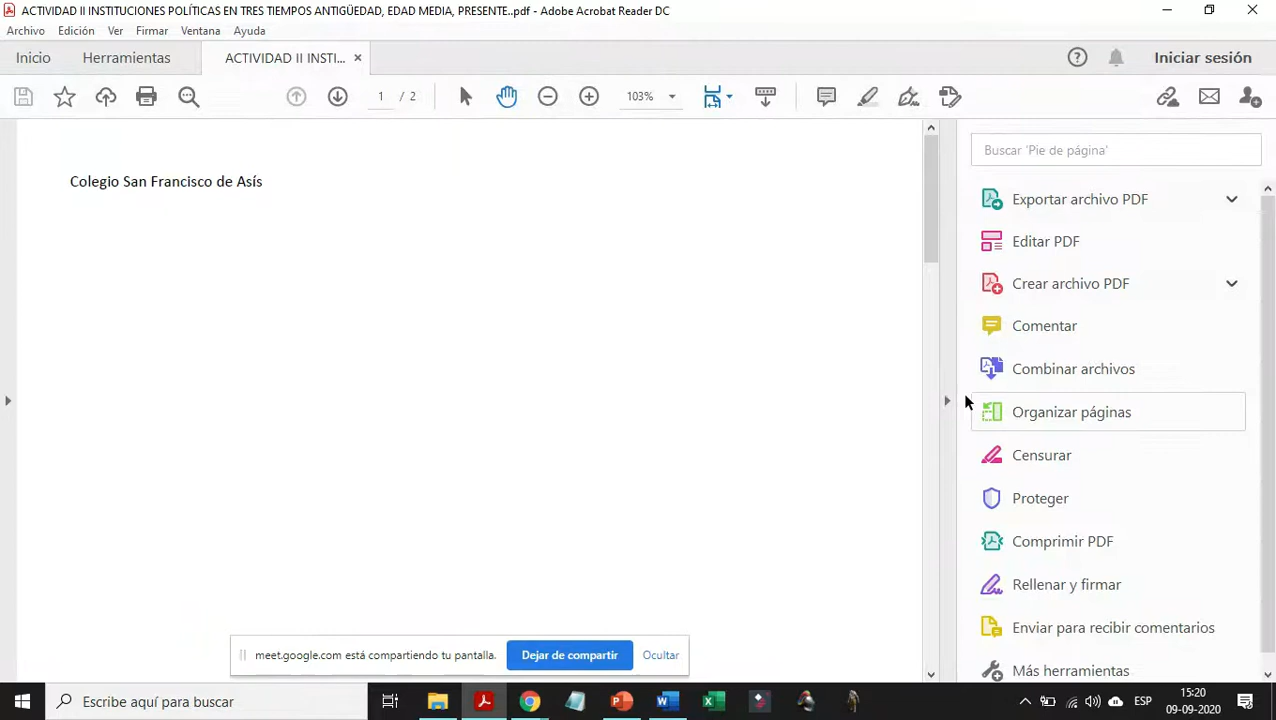 ACTIVIDAD II INSTITUCIONES POLÍTICAS EN TRES TIEMPOS ANTIGÜEDAD, EDAD MEDIA, PRESENTE..pdf - Adobe Acrobat Reader DC
Archivo Edición Ver Firmar Ventana Ayuda
Inicio Herramientas ACTIVIDAD II INSTI... × Iniciar sesión
1 / 2 103%
Colegio San Francisco de Asís
Buscar 'Pie de página'
Exportar archivo PDF
Editar PDF
Crear archivo PDF
Comentar
Combinar archivos
Organizar páginas
Censurar
Proteger
Comprimir PDF
Rellenar y firmar
Enviar para recibir comentarios
Más herramientas
meet.google.com está compartiendo tu pantalla. Dejar de compartir Ocultar
Escribe aquí para buscar
ESP
15:20
09-09-2020